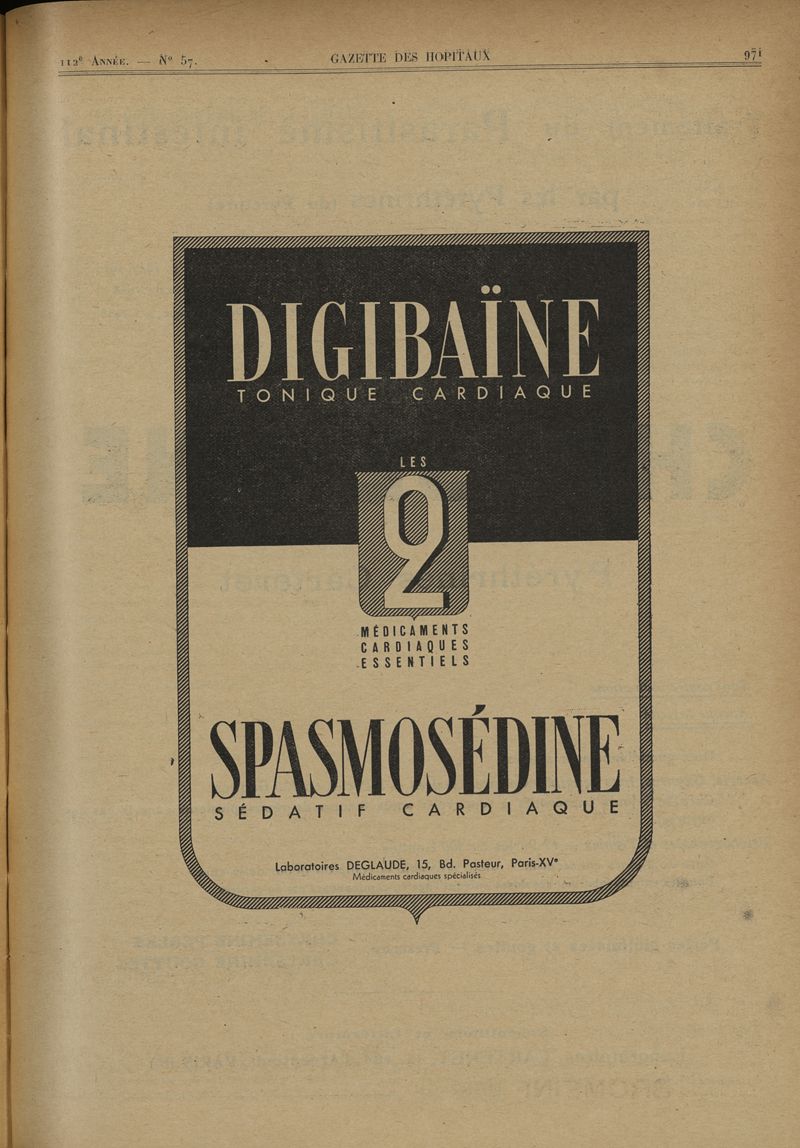 112e Année. — No 57.
GAZETTE DES HOPITAUX
971
DIGIBAÏNE
TONIQUE CARDIAQUE
LES
2
MÉDICAMENTS
CARDIAQUES
ESSENTIELS
SPASMOSÉDINE
SÉDATIF CARDIAQUE
Laboratoires DEGLAUDE, 15, Bd. Pasteur, Paris-XVe
Médicaments cardiaques spécialisés